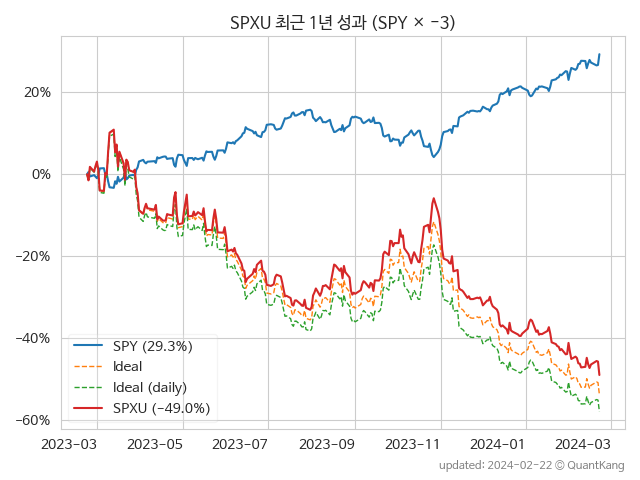 SPXU 최근 1년 성과 (SPY × −3)
20%
0%
−20%
−40%
−60%
SPY (29.3%)
Ideal
Ideal (daily)
SPXU (−49.0%)
2023−03
2023−05
2023−07
2023−09
2023−11
2024−01
2024−03
updated: 2024−02−22 ⓒ QuantKang